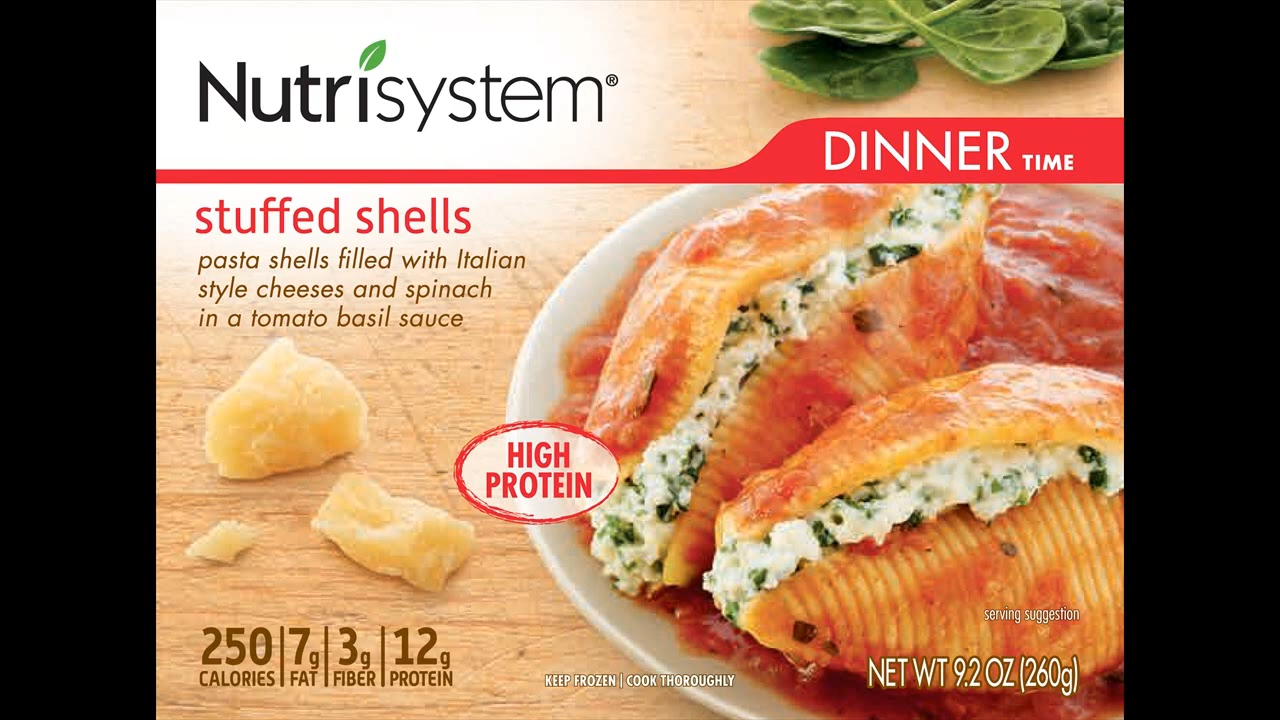 Nutrisystem®
DINNER TIME
stuffed shells
pasta shells filled with Italian
style cheeses and spinach
in a tomato basil sauce
HIGH
PROTEIN
serving suggestion
250 CALORIES | 7g FAT | 3g FIBER | 12g PROTEIN
KEEP FROZEN | COOK THOROUGHLY
NET WT 9.2 OZ (260g)